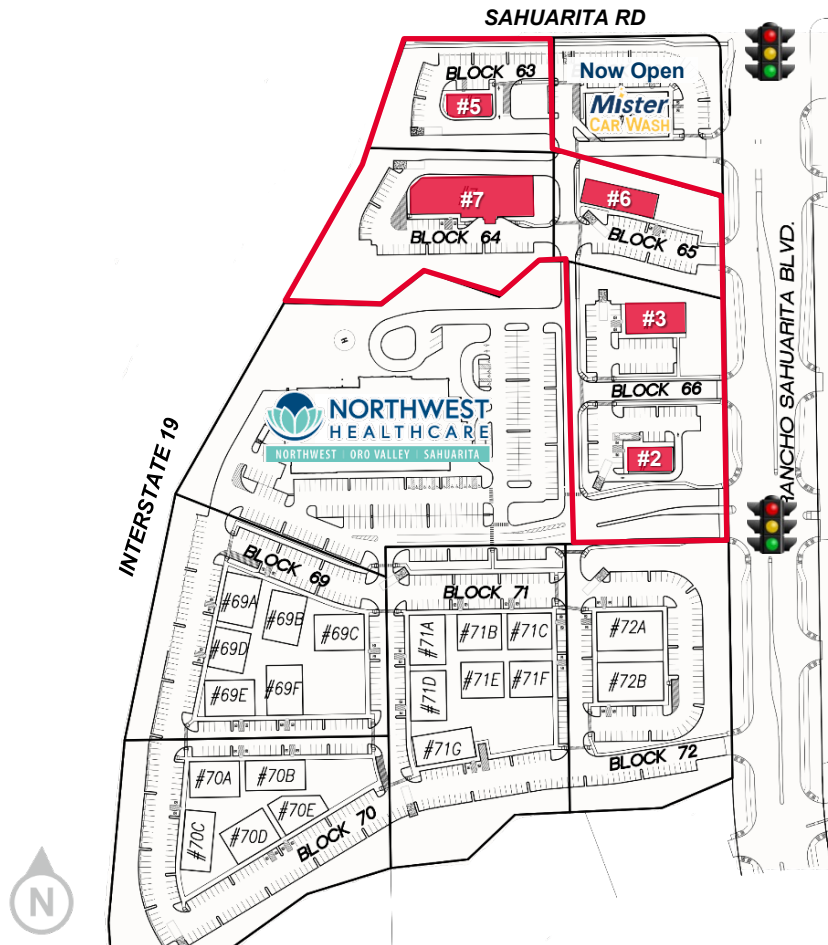 SAHUARITA RD
BLOCK 63
#5
Now Open
Mister
CAR WASH
#7
BLOCK 64
#6
BLOCK 65
RANCHO SAHUARITA BLVD.
#3
BLOCK 66
#2
H
NORTHWEST
HEALTHCARE
NORTHWEST | ORO VALLEY | SAHUARITA
INTERSTATE 19
BLOCK 69
#69A
#69B
#69C
#69D
#69E
#69F
BLOCK 71
#71A
#71B
#71C
#71D
#71E
#71F
#71G
#72A
#72B
BLOCK 72
#70A
#70B
#70C
#70D
#70E
BLOCK 70
N